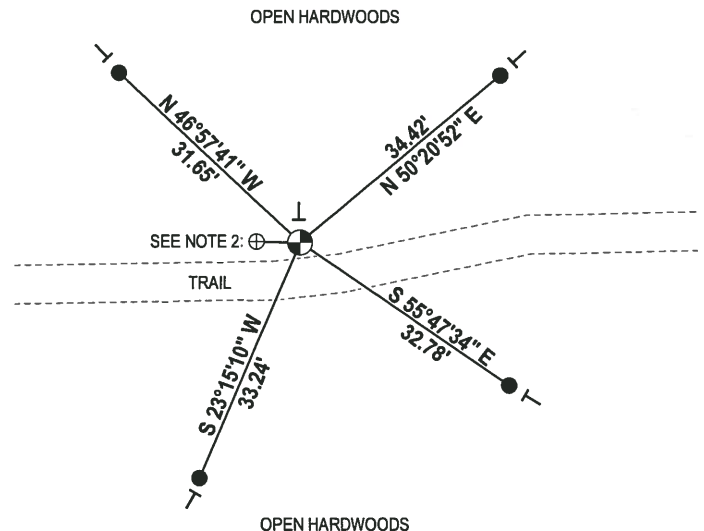 OPEN HARDWOODS
N 46°57'41" W
31.65'
34.42'
N 50°20'52" E
SEE NOTE 2:
TRAIL
S 55°47'34" E
32.78'
S 23°15'10" W
33.24'
OPEN HARDWOODS